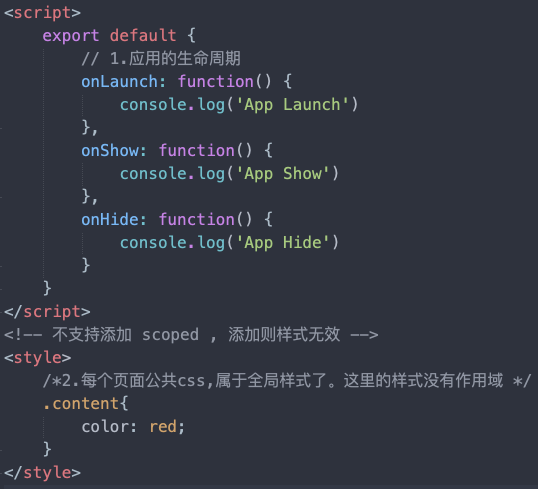 <script>
    export default {
        // 1.应用的生命周期
        onLaunch: function() {
            console.log('App Launch')
        },
        onShow: function() {
            console.log('App Show')
        },
        onHide: function() {
            console.log('App Hide')
        }
    }
</script>
<!-- 不支持添加 scoped , 添加则样式无效 -->
<style>
    /*2.每个页面公共css,属于全局样式了。这里的样式没有作用域 */
    .content{
        color: red;
    }
</style>